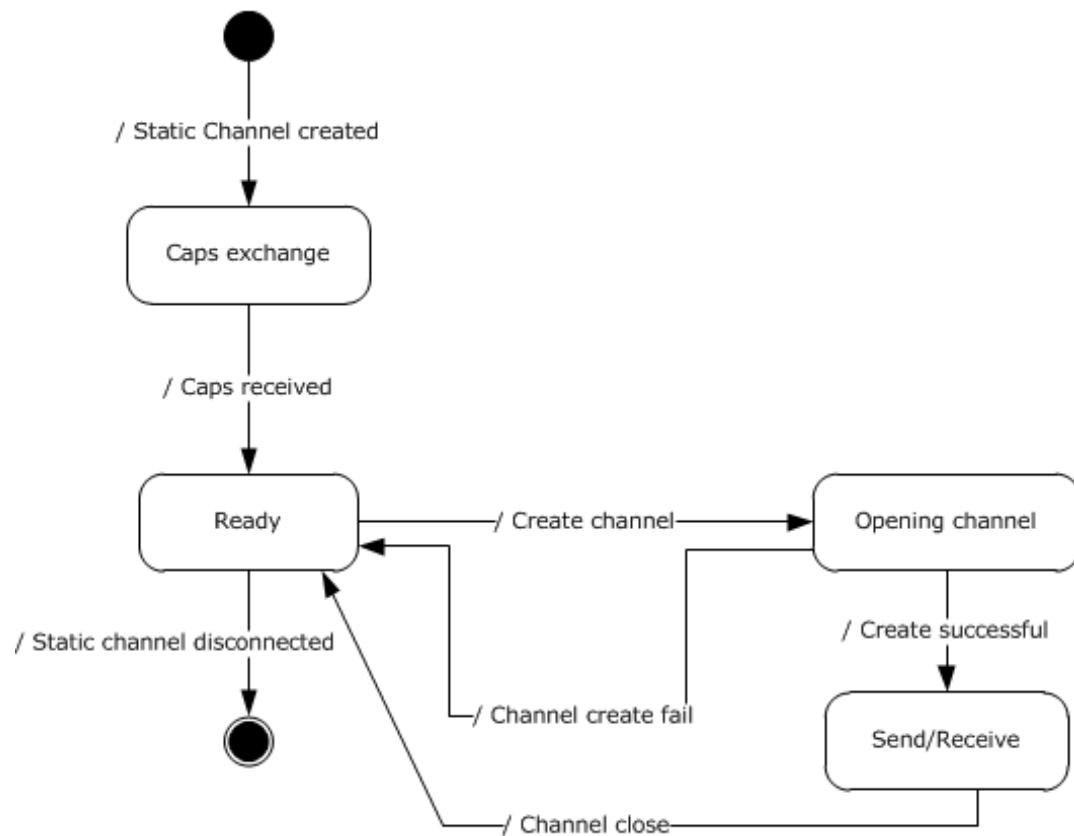 / Static Channel created
Caps exchange
/ Caps received
Ready
/ Create channel
Opening channel
/ Static channel disconnected
/ Create successful
/ Channel create fail
Send/Receive
/ Channel close